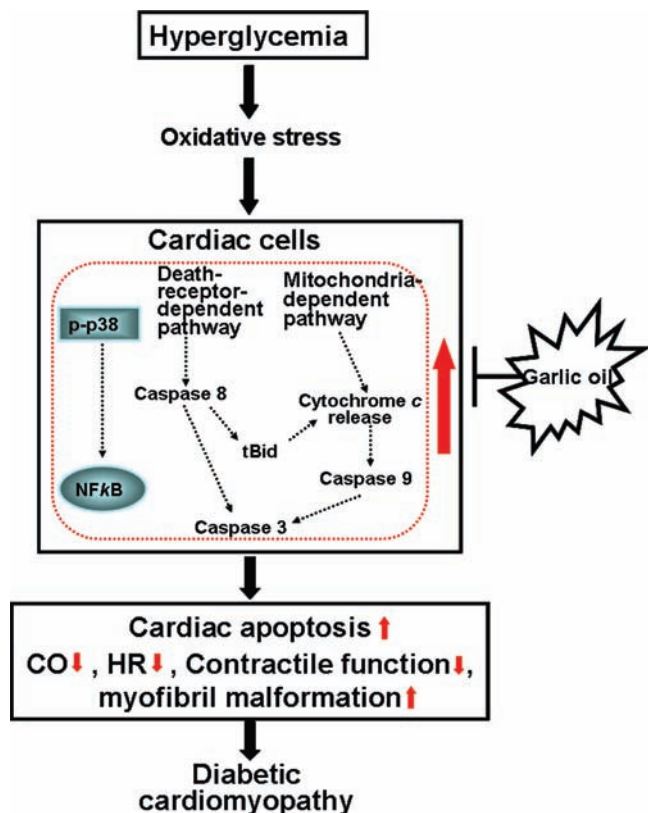 Hyperglycemia
Oxidative stress
Cardiac cells
Death-
receptor-
dependent
pathway
Mitochondria-
dependent
pathway
p-p38
Caspase 8
Cytochrome c
release
tBid
NFkB
Caspase 9
Caspase 3
Garlic oil
Cardiac apoptosis
CO , HR , Contractile function ,
myofibril malformation
Diabetic
cardiomyopathy